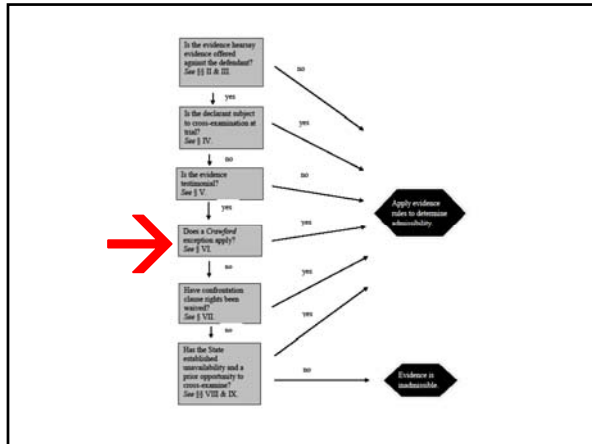 Is the evidence hearsay
evidence offered
against the defendant?
See §§ II & III.
no
yes
Is the declarant subject
to cross-examination at
trial?
See § IV.
yes
no
Is the evidence
testimonial?
See § V.
no
yes
Does a Crawford
exception apply?
See § VI.
yes
no
Have confrontation
clause rights been
waived?
See § VII.
yes
no
Has the State
established
unavailability and a
prior opportunity to
cross-examine?
See §§ VIII & IX.
yes
no
Apply evidence
rules to determine
admissibility.
Evidence is
inadmissible.